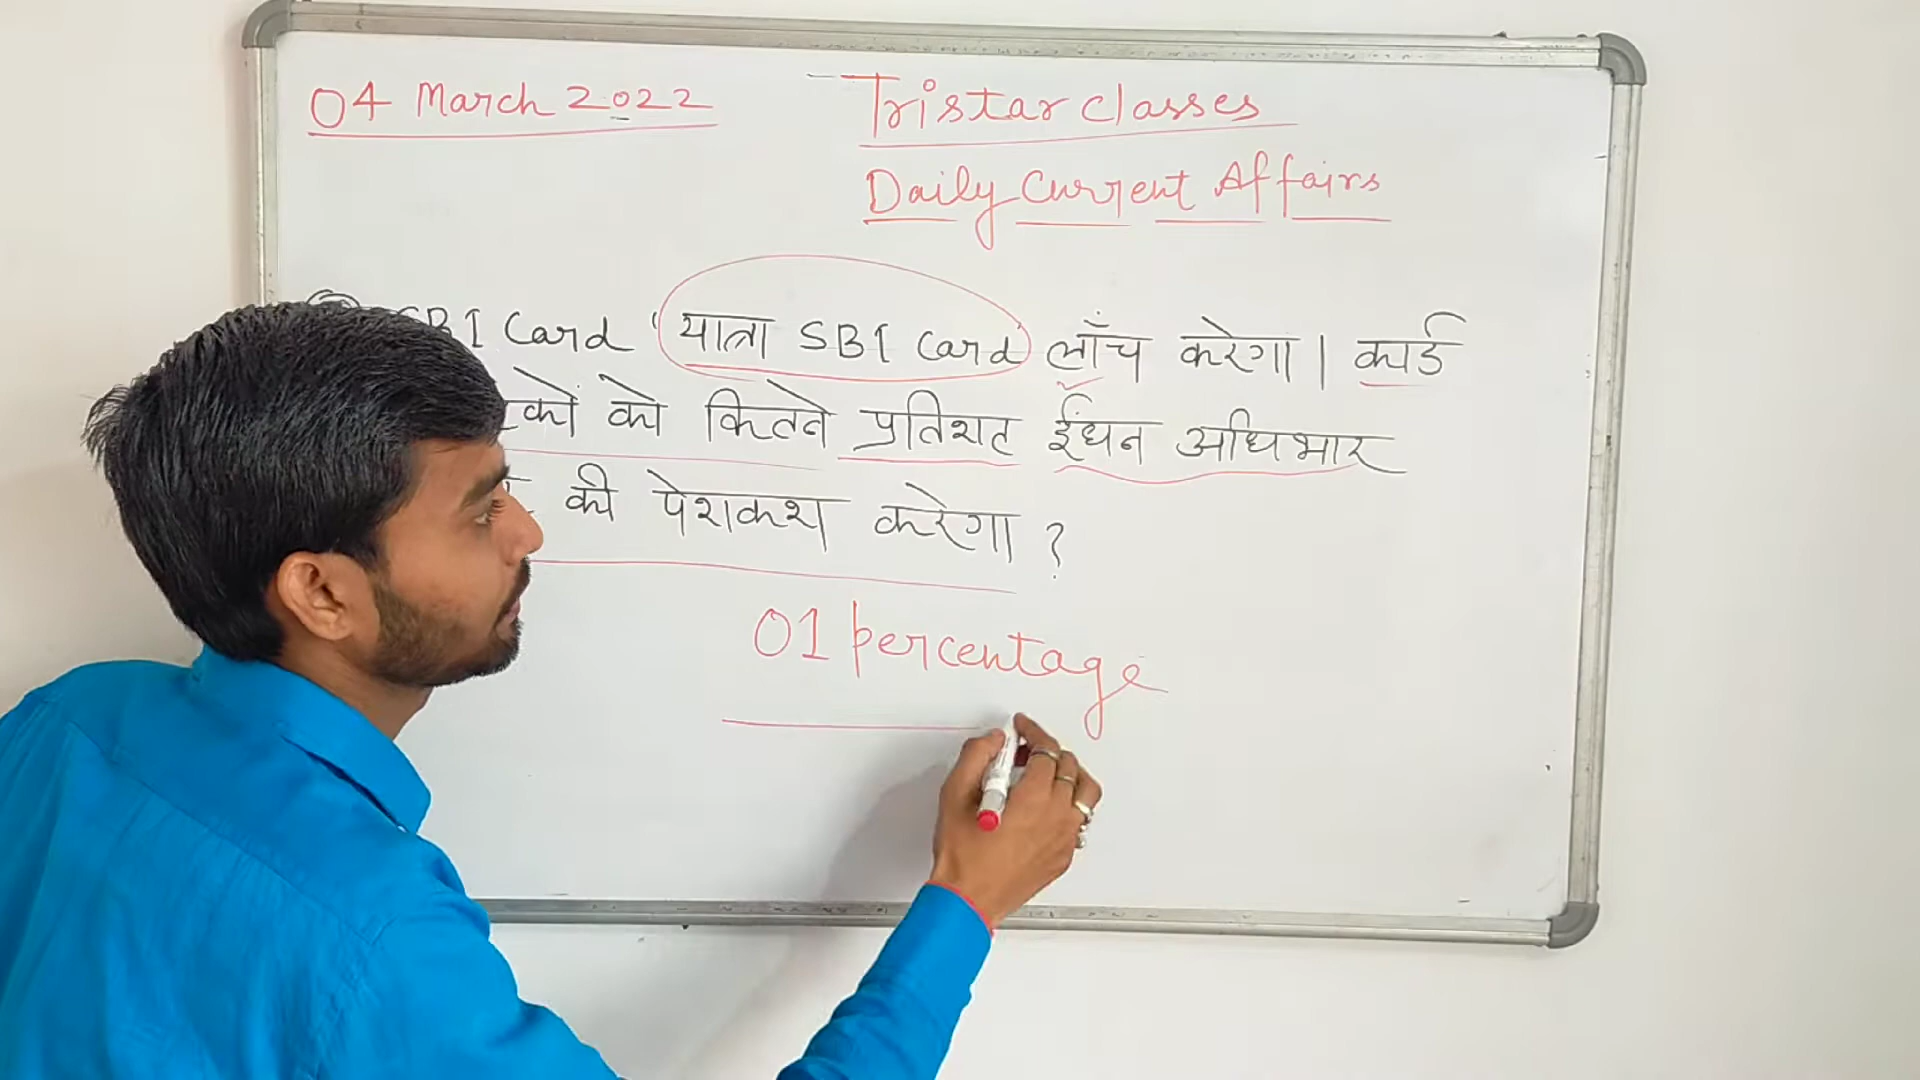 04 March 2022
Tristar Classes
Daily Current Affairs
SBI Card 'यात्रा SBI Card लाँच करेगा। कार्ड
को कितने प्रतिशत ईंधन अधिभार
की पेशकश करेगा?
01 percentage